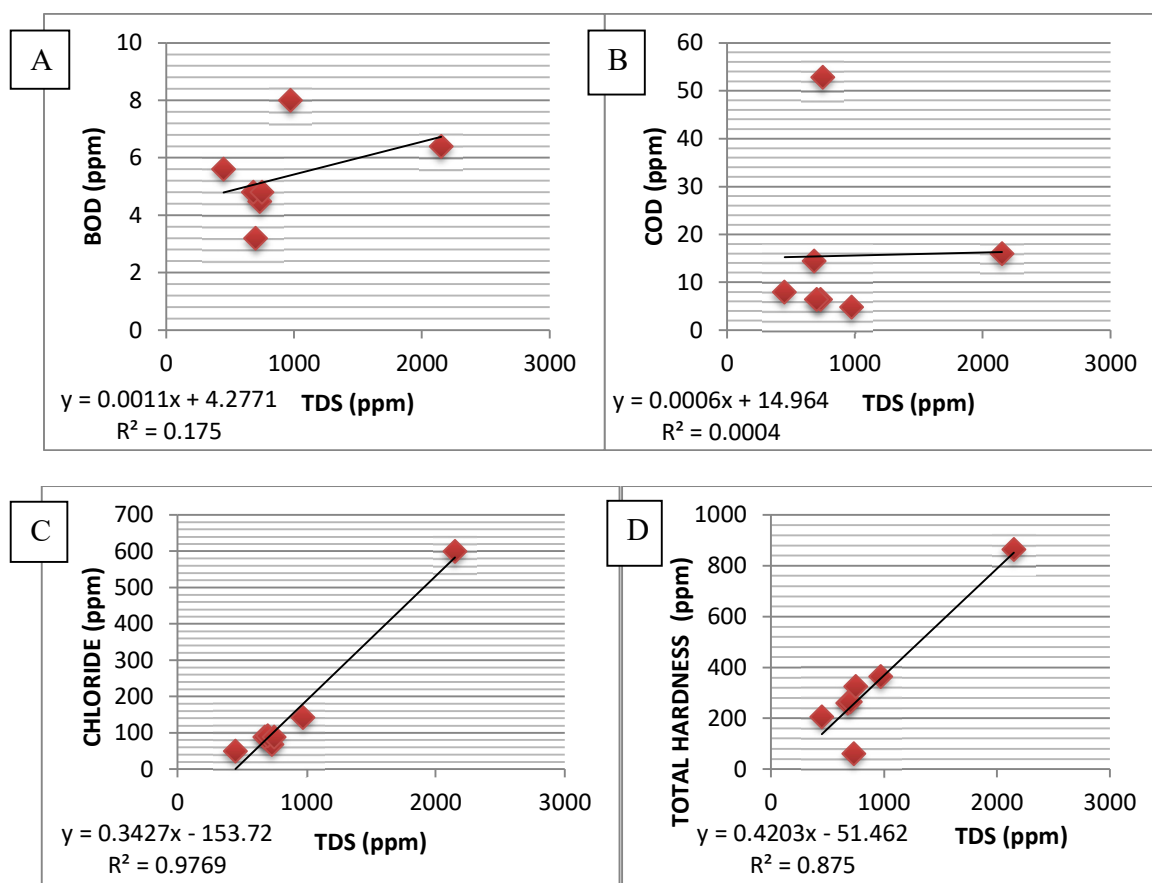 A
BOD (ppm)
10
8
6
4
2
0
0 1000 2000 3000
y = 0.0011x + 4.2771 TDS (ppm)
R² = 0.175
B
COD (ppm)
60
50
40
30
20
10
0
0 1000 2000 3000
y = 0.0006x + 14.964 TDS (ppm)
R² = 0.0004
C
CHLORIDE (ppm)
700
600
500
400
300
200
100
0
0 1000 2000 3000
y = 0.3427x - 153.72 TDS (ppm)
R² = 0.9769
D
TOTAL HARDNESS (ppm)
1000
800
600
400
200
0
0 1000 2000 3000
y = 0.4203x - 51.462 TDS (ppm)
R² = 0.875